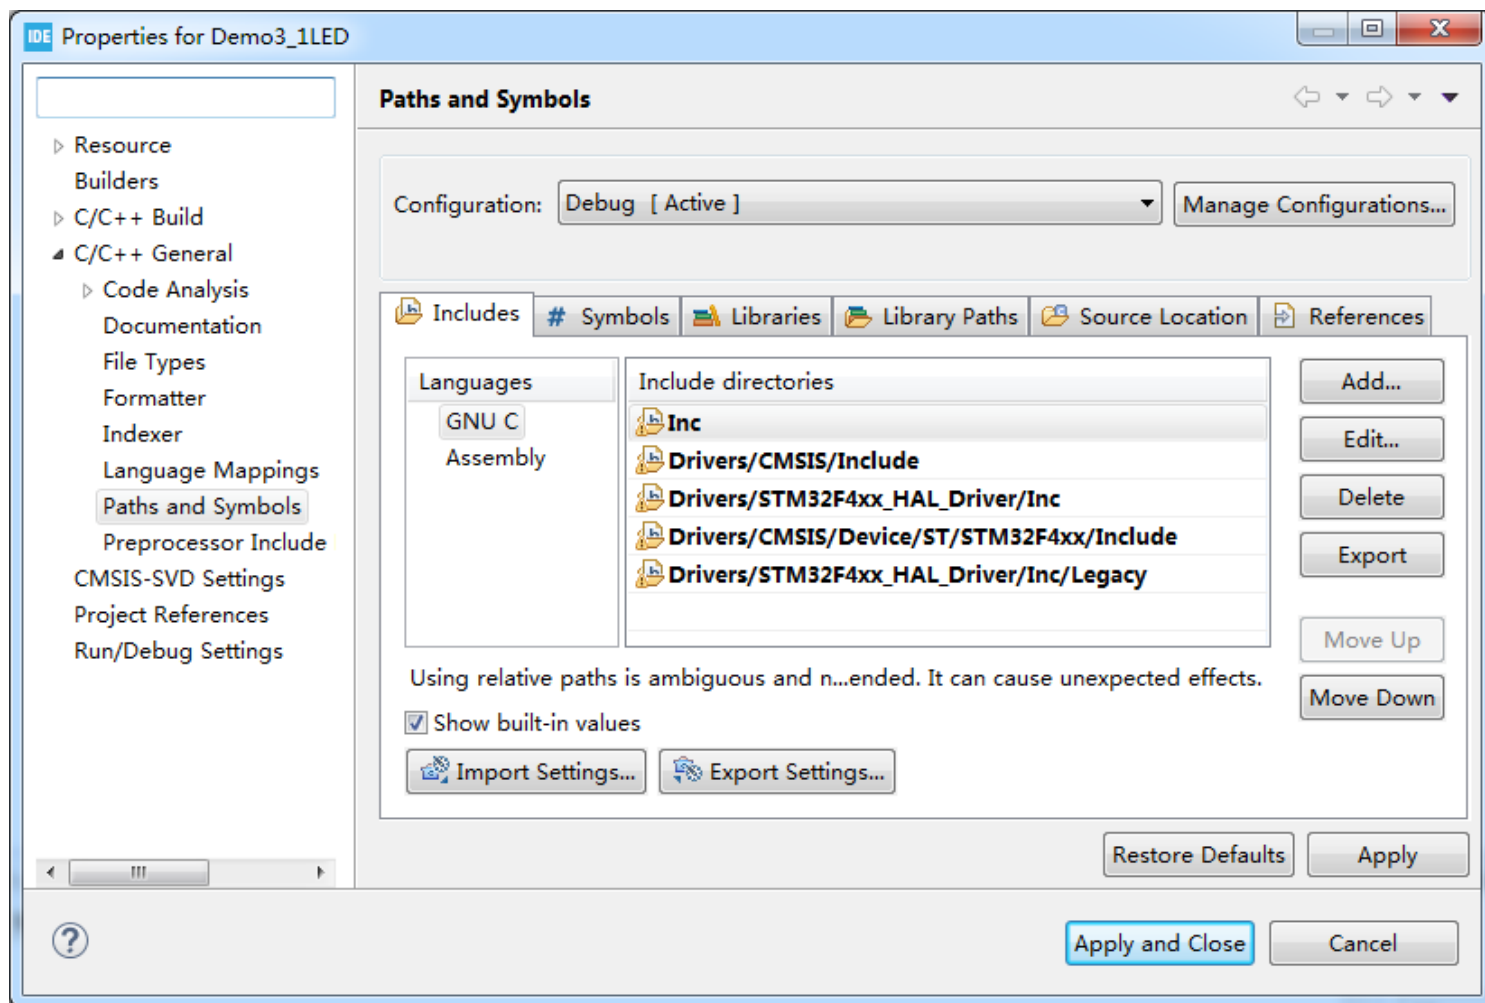 IDE Properties for Demo3_1LED
Paths and Symbols
Resource
Builders
C/C++ Build
C/C++ General
Code Analysis
Documentation
File Types
Formatter
Indexer
Language Mappings
Paths and Symbols
Preprocessor Include
CMSIS-SVD Settings
Project References
Run/Debug Settings
Configuration: Debug [ Active ] Manage Configurations...
Includes # Symbols Libraries Library Paths Source Location References
Languages
GNU C
Assembly
Include directories
Inc
Drivers/CMSIS/Include
Drivers/STM32F4xx_HAL_Driver/Inc
Drivers/CMSIS/Device/ST/STM32F4xx/Include
Drivers/STM32F4xx_HAL_Driver/Inc/Legacy
Add...
Edit...
Delete
Export
Move Up
Move Down
Using relative paths is ambiguous and n...ended. It can cause unexpected effects.
Show built-in values
Import Settings... Export Settings...
Restore Defaults Apply
? Apply and Close Cancel